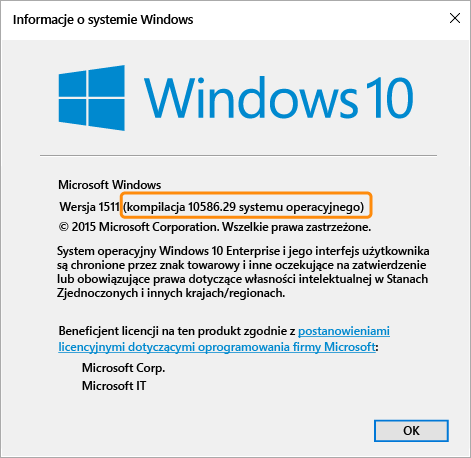 Informacje o systemie Windows
Windows 10
Microsoft Windows
Wersja 1511 (kompilacja 10586.29 systemu operacyjnego)
© 2015 Microsoft Corporation. Wszelkie prawa zastrzeżone.
System operacyjny Windows 10 Enterprise i jego interfejs użytkownika
są chronione przez znak towarowy i inne oczekujące na zatwierdzenie
lub obowiązujące prawa dotyczące własności intelektualnej w Stanach
Zjednoczonych i innych krajach/regionach.
Beneficjent licencji na ten produkt zgodnie z postanowieniami
licencyjnymi dotyczącymi oprogramowania firmy Microsoft:
Microsoft Corp.
Microsoft IT
OK